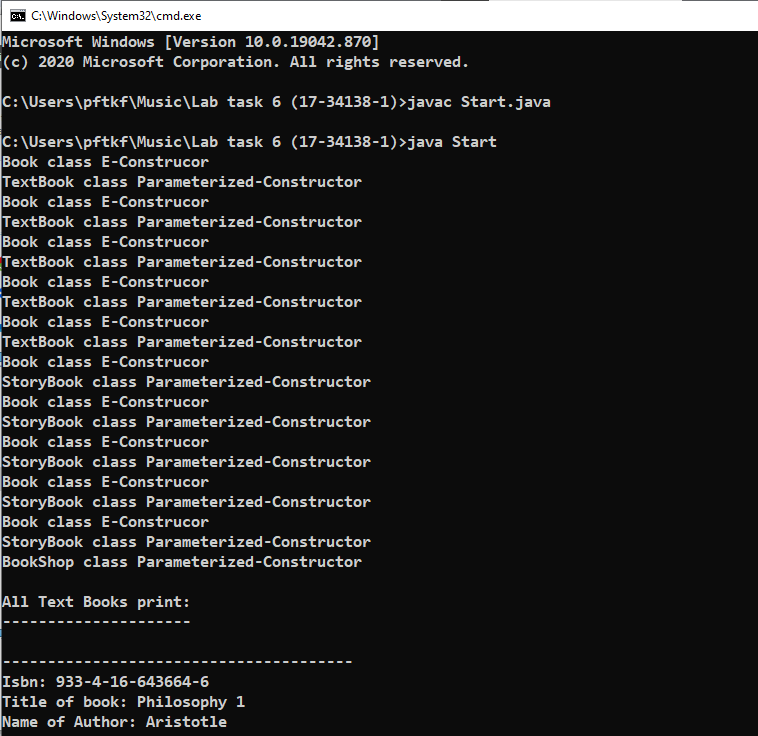 C:\Windows\System32\cmd.exe
Microsoft Windows [Version 10.0.19042.870]
(c) 2020 Microsoft Corporation. All rights reserved.
C:\Users\pftkf\Music\Lab task 6 (17-34138-1)>javac Start.java
C:\Users\pftkf\Music\Lab task 6 (17-34138-1)>java Start
Book class E-Construcor
TextBook class Parameterized-Constructor
Book class E-Construcor
TextBook class Parameterized-Constructor
Book class E-Construcor
TextBook class Parameterized-Constructor
Book class E-Construcor
TextBook class Parameterized-Constructor
Book class E-Construcor
TextBook class Parameterized-Constructor
Book class E-Construcor
StoryBook class Parameterized-Constructor
Book class E-Construcor
StoryBook class Parameterized-Constructor
Book class E-Construcor
StoryBook class Parameterized-Constructor
Book class E-Construcor
StoryBook class Parameterized-Constructor
Book class E-Construcor
StoryBook class Parameterized-Constructor
BookShop class Parameterized-Constructor
All Text Books print:
---------------------
---------------------------------------
Isbn: 933-4-16-643664-6
Title of book: Philosophy 1
Name of Author: Aristotle